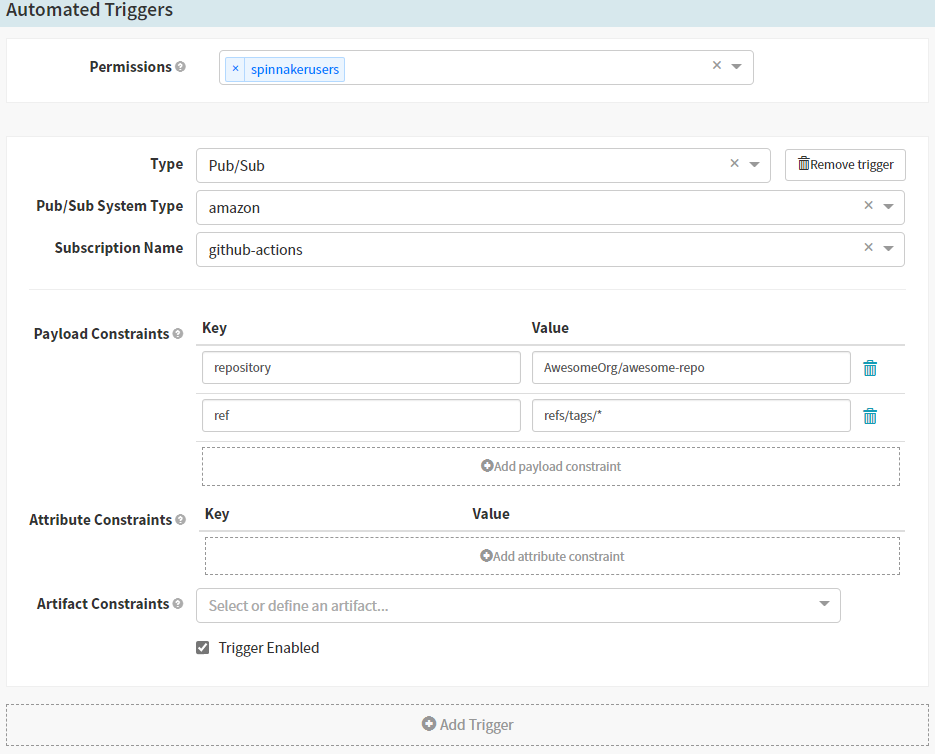 Automated Triggers
Permissions
× spinnakerusers
Type Pub/Sub Remove trigger
Pub/Sub System Type amazon
Subscription Name github-actions
Payload Constraints Key Value
repository AwesomeOrg/awesome-repo
ref refs/tags/*
Add payload constraint
Attribute Constraints Key Value
Add attribute constraint
Artifact Constraints Select or define an artifact...
Trigger Enabled
Add Trigger